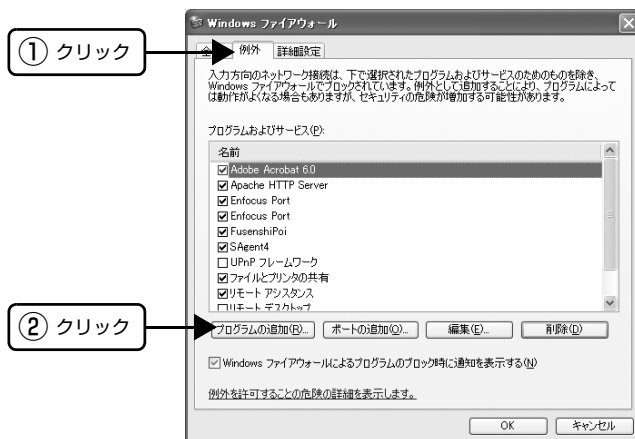 Windows ファイアウォール
① クリック
例外
詳細設定
入力方向のネットワーク接続は、下で選択されたプログラムおよびサービスのためのものを除き、
Windows ファイアウォールでブロックされています。例外として追加することにより、プログラムによって
は動作がよくなる場合もありますが、セキュリティの危険が増加する可能性があります。
プログラムおよびサービス(P):
名前
Adobe Acrobat 6.0
Apache HTTP Server
Enfocus Port
Enfocus Port
FusenshiPoi
SAgent4
UPnP フレームワーク
ファイルとプリンタの共有
リモート アシスタンス
リモート デスクトップ
② クリック
プログラムの追加(R)...
ポートの追加(O)...
編集(E)...
削除(D)
Windows ファイアウォールによるプログラムのブロック時に通知を表示する(N)
例外を許可することの危険の詳細を表示します。
OK
キャンセル